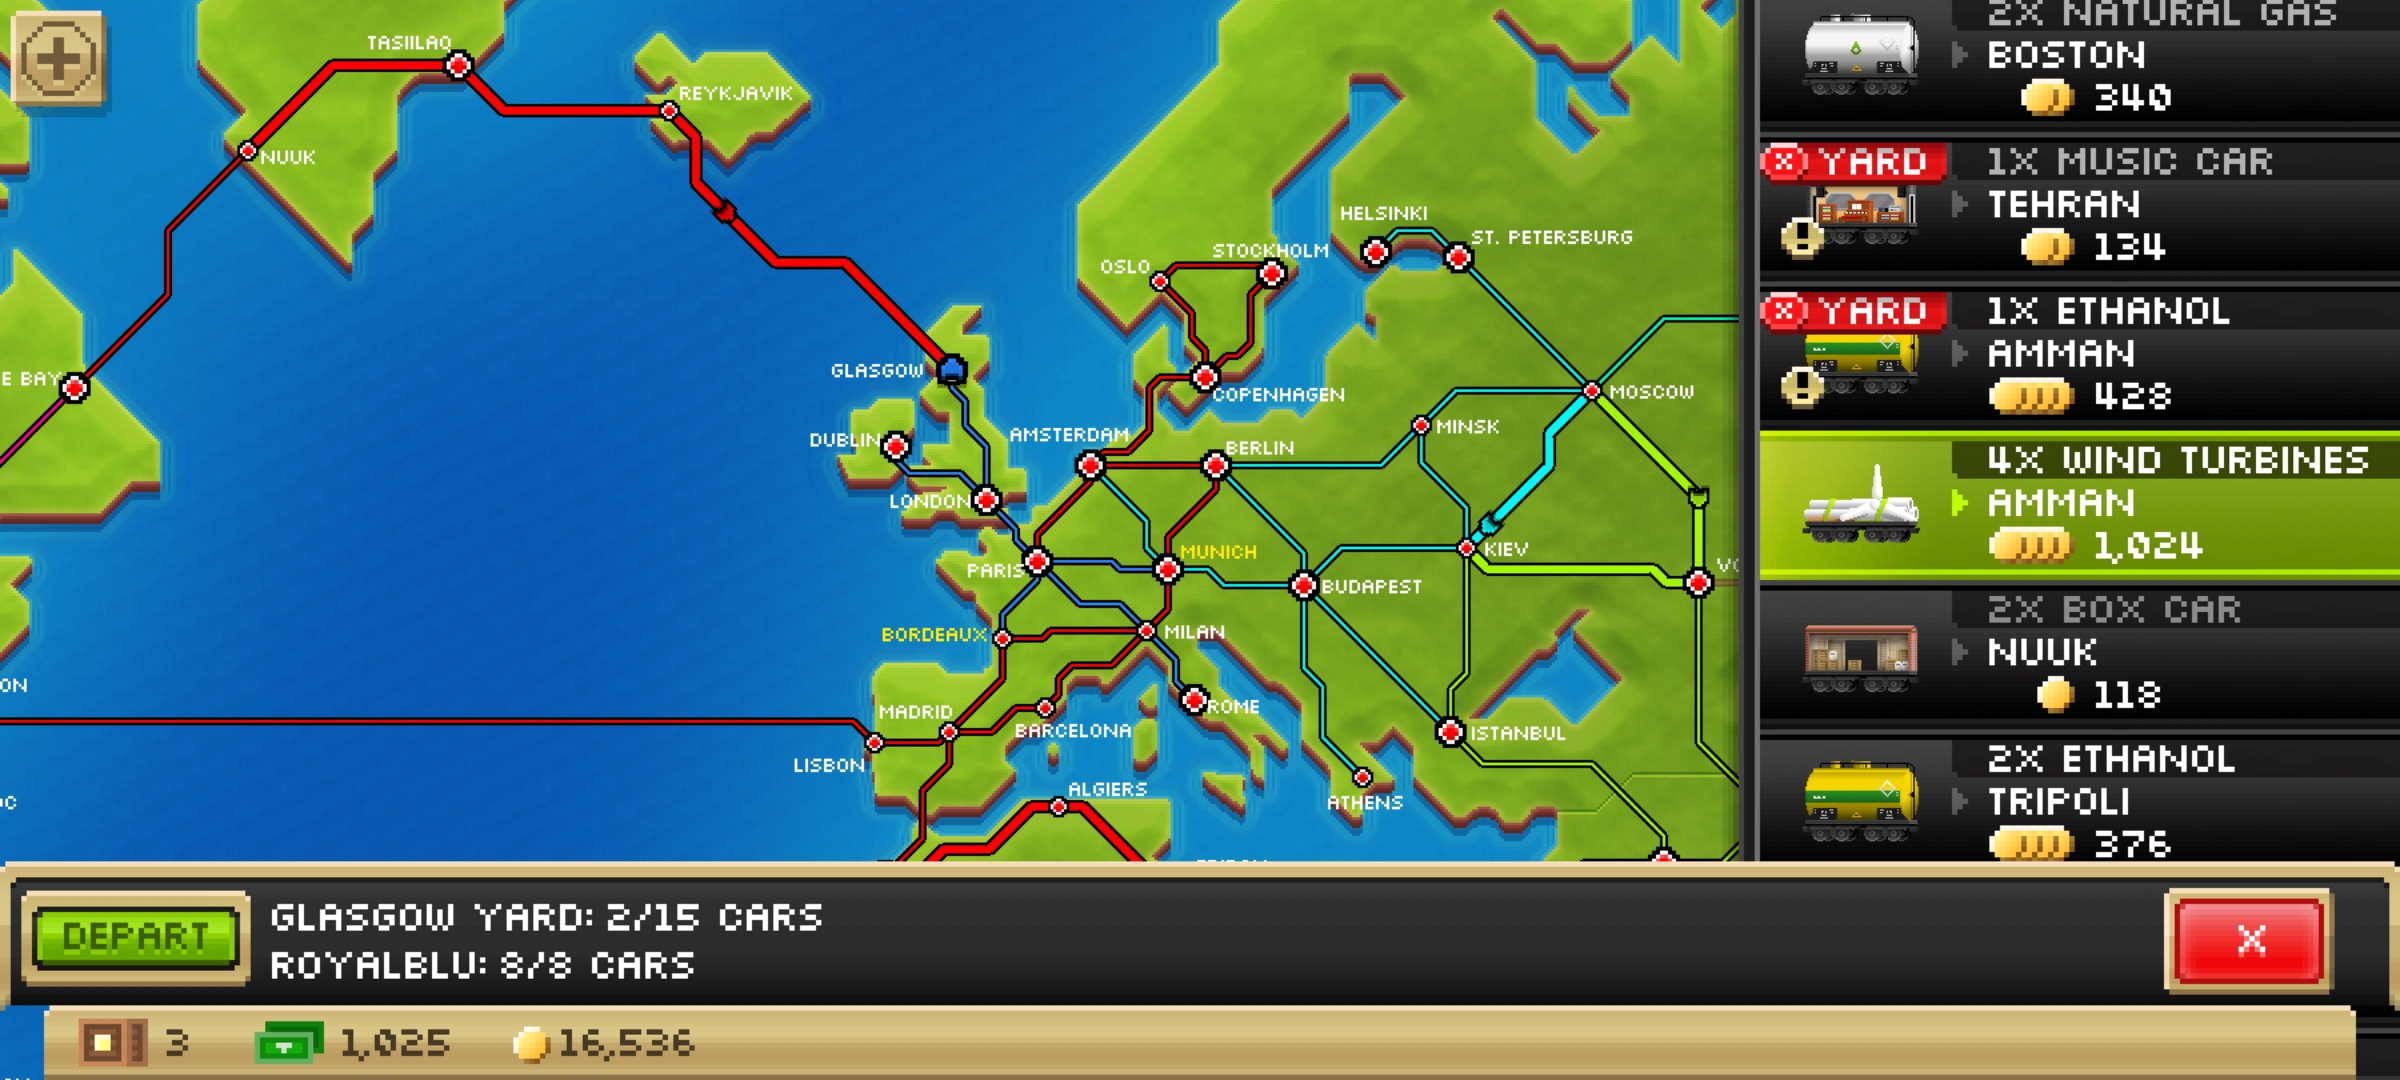 TASIILAQ
REYKJAVIK
NUUK
HELSINKI
ST. PETERSBURG
STOCKHOLM
OSLO
GLASGOW
E BAY
COPENHAGEN
MOSCOW
MINSK
DUBLIN
AMSTERDAM
BERLIN
LONDON
MUNICH
KIEV
PARIS
BUDAPEST
BORDEAUX
MILAN
ON
MADRID
ROME
BARCELONA
ISTANBUL
LISBON
ALGIERS
ATHENS
2X NATURAL GAS
BOSTON
340
YARD
1X MUSIC CAR
TEHRAN
134
YARD
1X ETHANOL
AMMAN
428
4X WIND TURBINES
AMMAN
1,024
2X BOX CAR
NUUK
118
2X ETHANOL
TRIPOLI
376
DEPART
GLASGOW YARD: 2/15 CARS
ROYALBLU: 8/8 CARS
X
3
1,025
16,536